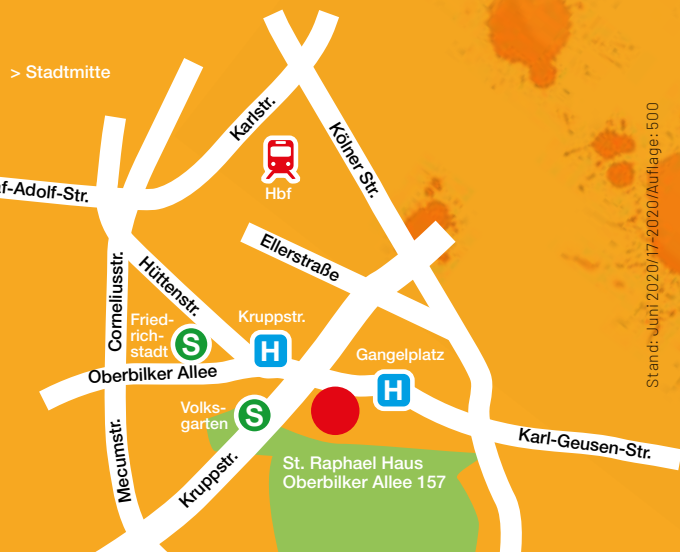 > Stadtmitte
Karlstr.
Kölner Str.
Hbf
f-Adolf-Str.
Ellerstraße
Corneliusstr.
Hüttenstr.
Fried-
rich-
stadt
S
Kruppstr.
H
Gangelplatz
H
Oberbilker Allee
Volks-
garten
S
Mecumstr.
Kruppstr.
Karl-Geusen-Str.
St. Raphael Haus
Oberbilker Allee 157
Stand: Juni 2020/17-2020/Auflage: 500